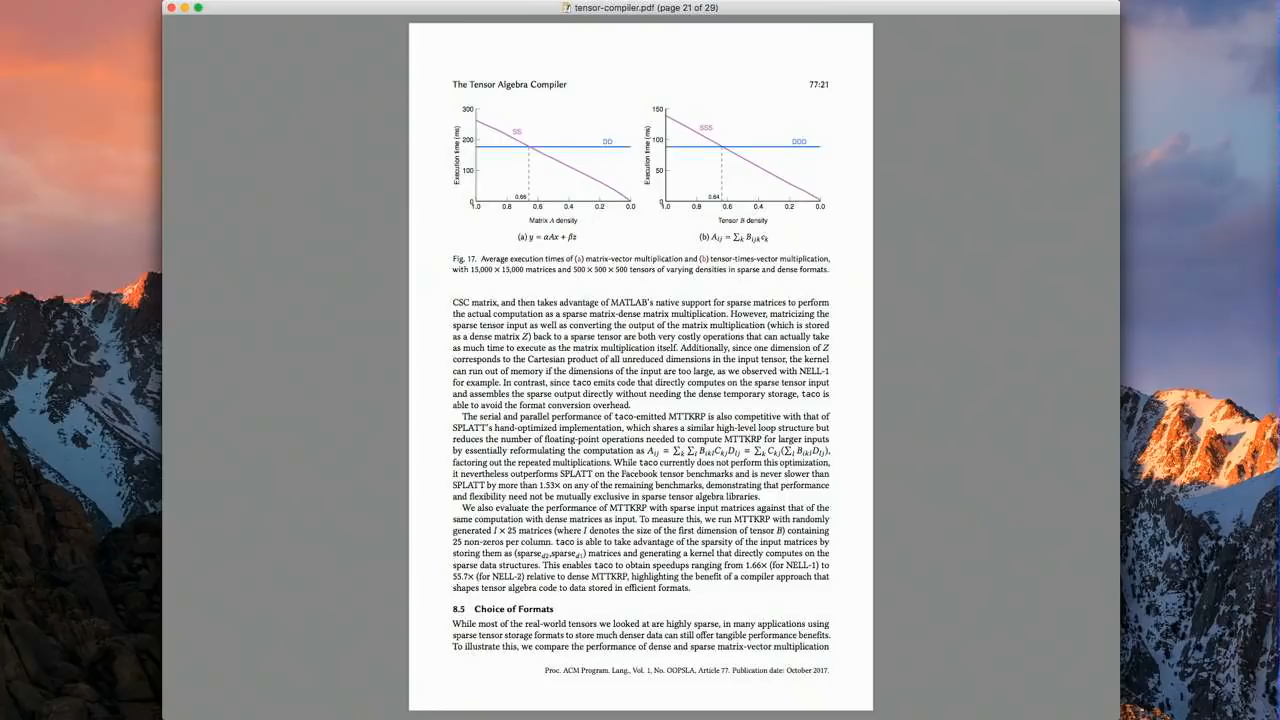 tensor-compiler.pdf (page 21 of 29)
The Tensor Algebra Compiler 77:21
300
200
100
0
Execution time (ms)
SS
DD
0.66
1.0 0.8 0.6 0.4 0.2 0.0
Matrix A density
(a) y = αAx + βz
150
100
50
0
Execution time (ms)
SSS
DDD
0.64
1.0 0.8 0.6 0.4 0.2 0.0
Tensor B density
(b) Aij = ∑k Bijkck
Fig. 17. Average execution times of (a) matrix-vector multiplication and (b) tensor-times-vector multiplication,
with 15,000 × 15,000 matrices and 500 × 500 × 500 tensors of varying densities in sparse and dense formats.
CSC matrix, and then takes advantage of MATLAB's native support for sparse matrices to perform
the actual computation as a sparse matrix-dense matrix multiplication. However, matricizing the
sparse tensor input as well as converting the output of the matrix multiplication (which is stored
as a dense matrix Z) back to a sparse tensor are both very costly operations that can actually take
as much time to execute as the matrix multiplication itself. Additionally, since one dimension of Z
corresponds to the Cartesian product of all unreduced dimensions in the input tensor, the kernel
can run out of memory if the dimensions of the input are too large, as we observed with NELL-1
for example. In contrast, since taco emits code that directly computes on the sparse tensor input
and assembles the sparse output directly without needing the dense temporary storage, taco is
able to avoid the format conversion overhead.
The serial and parallel performance of taco-emitted MTTKRP is also competitive with that of
SPLATT's hand-optimized implementation, which shares a similar high-level loop structure but
reduces the number of floating-point operations needed to compute MTTKRP for larger inputs
by essentially reformulating the computation as Aij = ∑k ∑l BiklCkjDlj = ∑k Ckj(∑l BiklDlj),
factoring out the repeated multiplications. While taco currently does not perform this optimization,
it nevertheless outperforms SPLATT on the Facebook tensor benchmarks and is never slower than
SPLATT by more than 1.53× on any of the remaining benchmarks, demonstrating that performance
and flexibility need not be mutually exclusive in sparse tensor algebra libraries.
We also evaluate the performance of MTTKRP with sparse input matrices against that of the
same computation with dense matrices as input. To measure this, we run MTTKRP with randomly
generated I × 25 matrices (where I denotes the size of the first dimension of tensor B) containing
25 non-zeros per column. taco is able to take advantage of the sparsity of the input matrices by
storing them as (sparsed2,sparsed1) matrices and generating a kernel that directly computes on the
sparse data structures. This enables taco to obtain speedups ranging from 1.66× (for NELL-1) to
55.7× (for NELL-2) relative to dense MTTKRP, highlighting the benefit of a compiler approach that
shapes tensor algebra code to data stored in efficient formats.
8.5 Choice of Formats
While most of the real-world tensors we looked at are highly sparse, in many applications using
sparse tensor storage formats to store much denser data can still offer tangible performance benefits.
To illustrate this, we compare the performance of dense and sparse matrix-vector multiplication
Proc. ACM Program. Lang., Vol. 1, No. OOPSLA, Article 77. Publication date: October 2017.